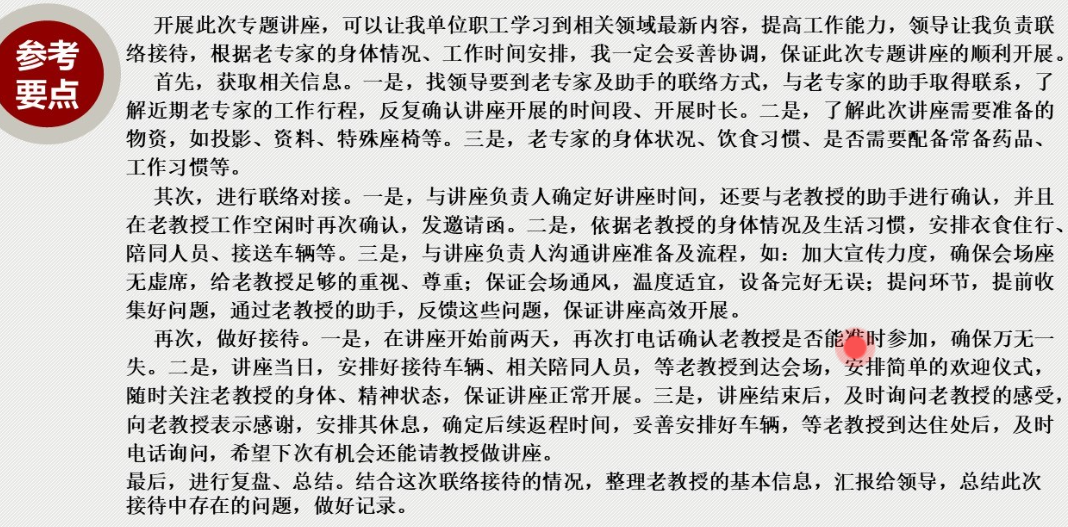 参考
要点
开展此次专题讲座，可以让我单位职工学习到相关领域最新内容，提高工作能力，领导让我负责联
络接待，根据老专家的身体情况、工作时间安排，我一定会妥善协调，保证此次专题讲座的顺利开展。
首先，获取相关信息。一是，找领导要到老专家及助手的联络方式，与老专家的助手取得联系，了
解近期老专家的工作行程，反复确认讲座开展的时间段、开展时长。二是，了解此次讲座需要准备的
物资，如投影、资料、特殊座椅等。三是，老专家的身体状况、饮食习惯、是否需要配备常备药品、
工作习惯等。
其次，进行联络对接。一是，与讲座负责人确定好讲座时间，还要与老教授的助手进行确认，并且
在老教授工作空闲时再次确认，发邀请函。二是，依据老教授的身体情况及生活习惯，安排衣食住行、
陪同人员、接送车辆等。三是，与讲座负责人沟通讲座准备及流程，如：加大宣传力度，确保会场座
无虚席，给老教授足够的重视、尊重；保证会场通风，温度适宜，设备完好无误；提问环节，提前收
集好问题，通过老教授的助手，反馈这些问题，保证讲座高效开展。
再次，做好接待。一是，在讲座开始前两天，再次打电话确认老教授是否能准时参加，确保万无一
失。二是，讲座当日，安排好接待车辆、相关陪同人员，等老教授到达会场，安排简单的欢迎仪式，
随时关注老教授的身体、精神状态，保证讲座正常开展。三是，讲座结束后，及时询问老教授的感受，
向老教授表示感谢，安排其休息，确定后续返程时间，妥善安排好车辆，等老教授到达住处后，及时
电话询问，希望下次有机会还能请教授做讲座。
最后，进行复盘、总结。结合这次联络接待的情况，整理老教授的基本信息，汇报给领导，总结此次
接待中存在的问题，做好记录。